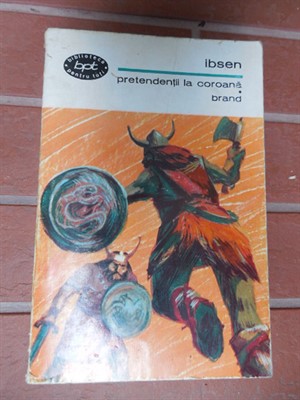 biblioteca
bpt
pentru toți
ibsen
pretendenții la coroană
•
brand